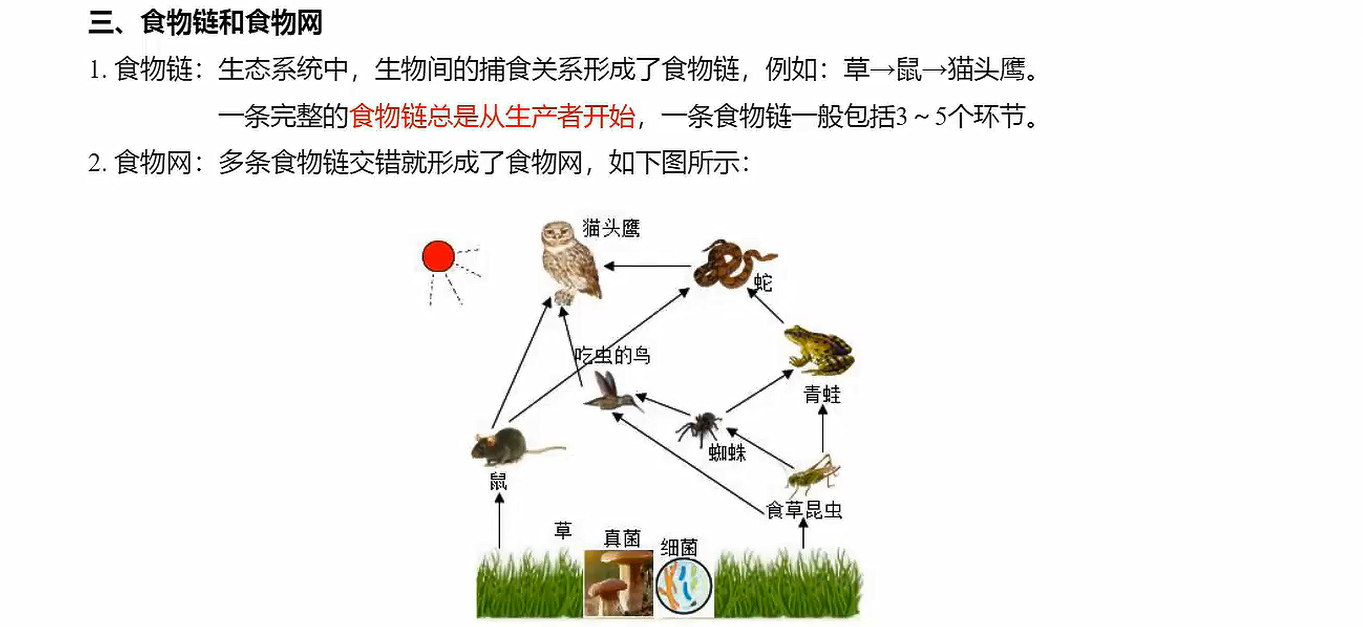 三、食物链和食物网
1. 食物链：生态系统中，生物间的捕食关系形成了食物链，例如：草→鼠→猫头鹰。
一条完整的食物链总是从生产者开始，一条食物链一般包括3～5个环节。
2. 食物网：多条食物链交错就形成了食物网，如下图所示：
猫头鹰
蛇
吃虫的鸟
青蛙
蜘蛛
鼠
食草昆虫
草
真菌
细菌